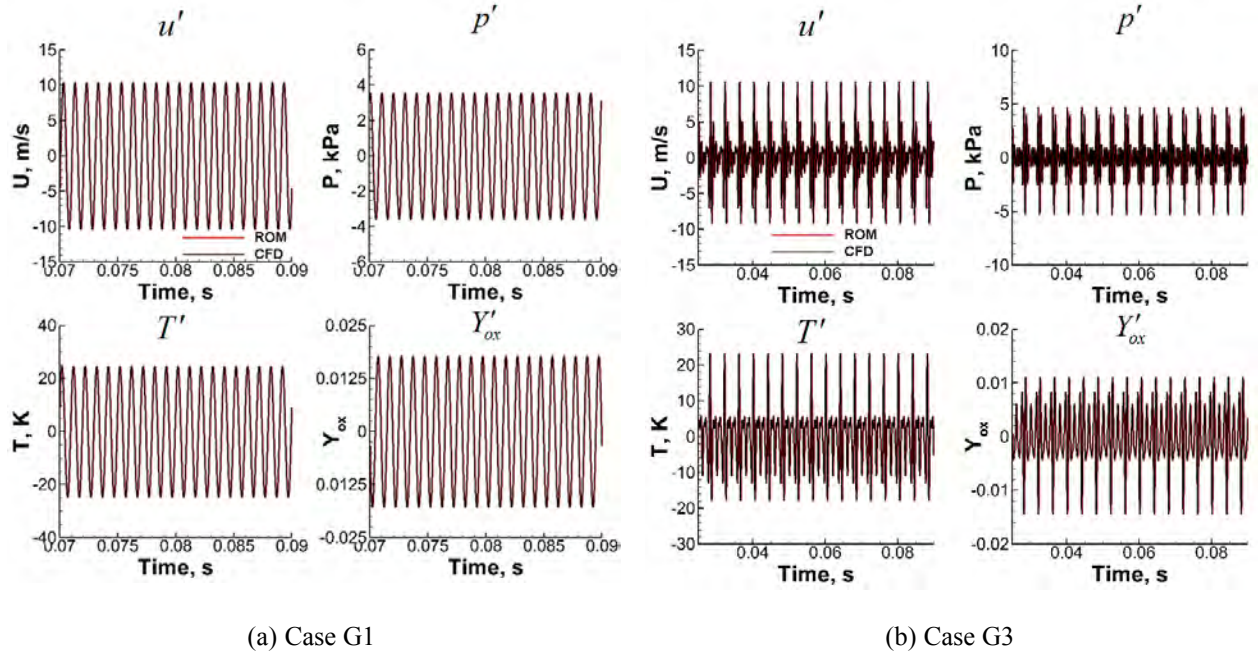 u′
p′
15
10
5
0
-5
-10
-15
U, m/s
ROM
CFD
0.07 0.075 0.08 0.085 0.09
Time, s
6
4
2
0
-2
-4
-6
P, kPa
0.07 0.075 0.08 0.085 0.09
Time, s
T′
Y′ox
40
20
0
-20
-40
T, K
0.07 0.075 0.08 0.085 0.09
Time, s
0.025
0.0125
0
0.0125
-0.025
Yox
0.07 0.075 0.08 0.085 0.09
Time, s
(a) Case G1
u′
p′
15
10
5
0
-5
-10
-15
U, m/s
ROM
CFD
0.04 0.06 0.08
Time, s
10
5
0
-5
-10
P, kPa
0.04 0.06 0.08
Time, s
T′
Y′ox
30
20
10
0
-10
-20
-30
T, K
0.04 0.06 0.08
Time, s
0.02
0.01
0
-0.01
-0.02
Yox
0.04 0.06 0.08
Time, s
(b) Case G3